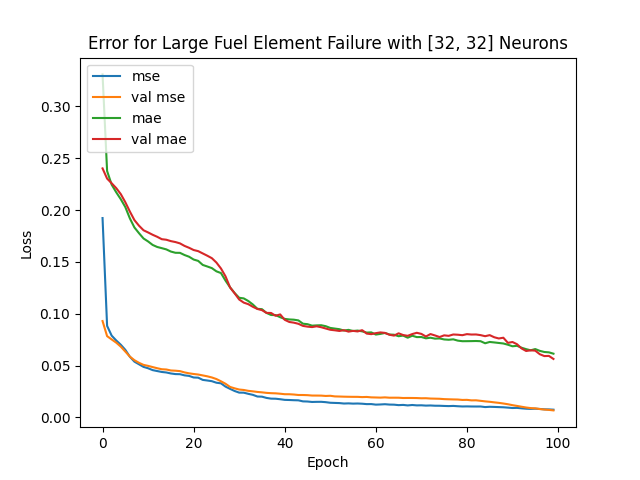 Error for Large Fuel Element Failure with [32, 32] Neurons
mse
val mse
mae
val mae
Loss
0.30
0.25
0.20
0.15
0.10
0.05
0.00
0 20 40 60 80 100
Epoch